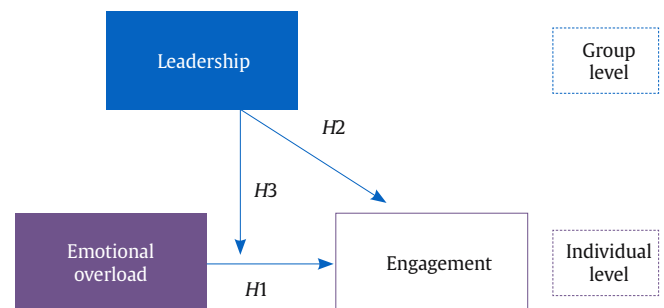 Leadership
Group
level
H2
H3
Emotional
overload
H1
Engagement
Individual
level